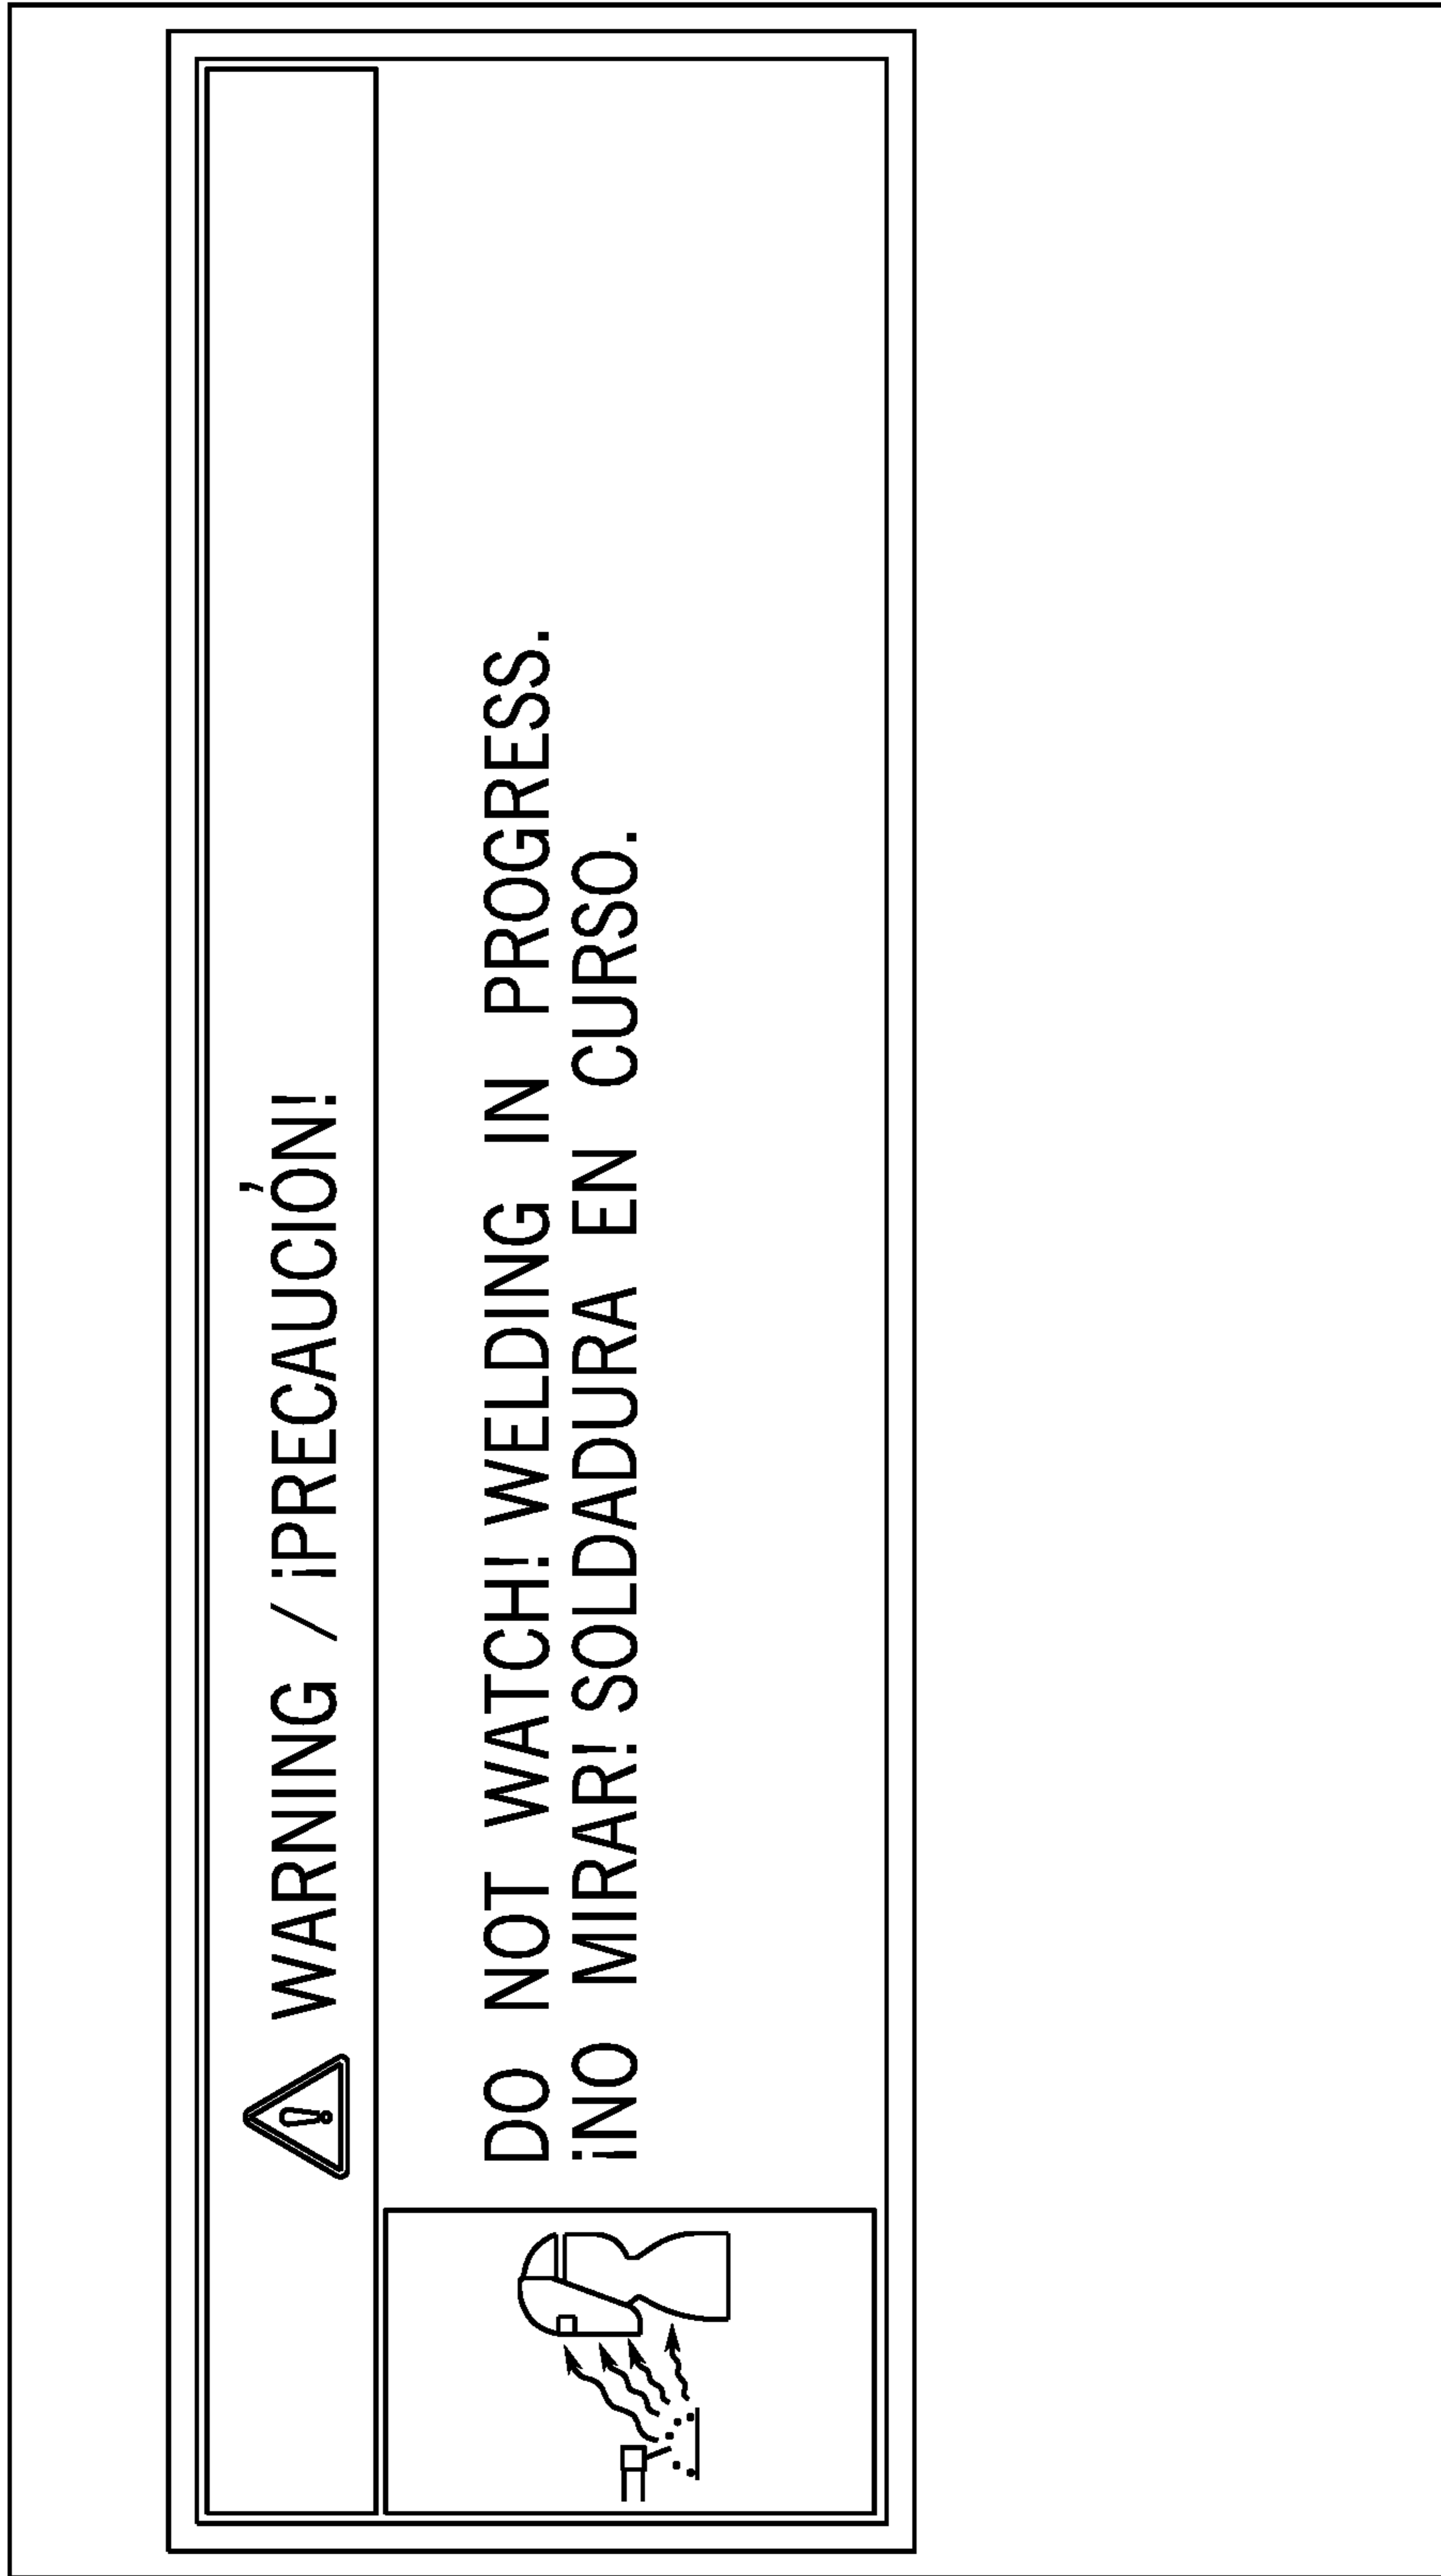 WARNING / ¡PRECAUCIÓN!
DO NOT WATCH! WELDING IN PROGRESS.
¡NO MIRAR! SOLDADURA EN CURSO.